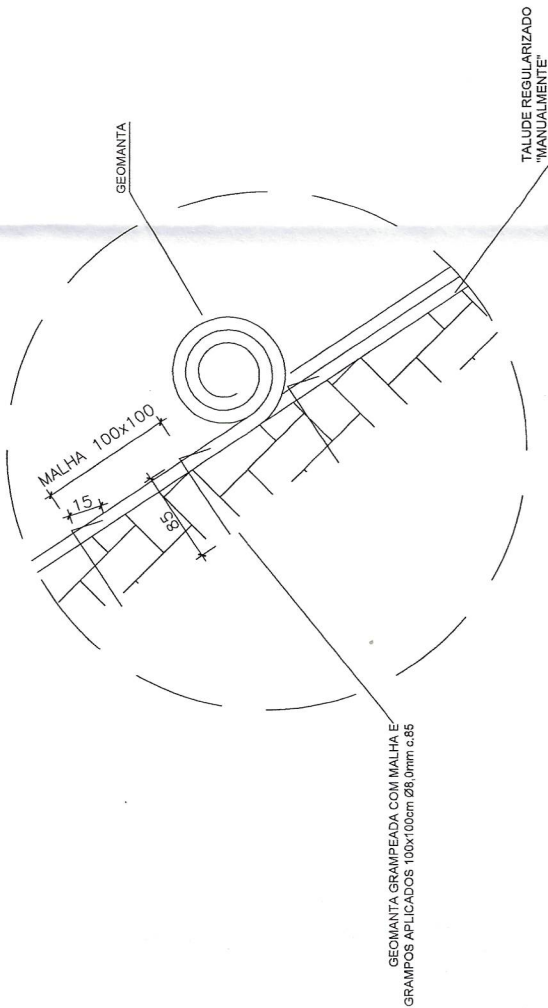 GEOMANTA
TALUDE REGULARIZADO
"MANUALMENTE"
MALHA 100x100
15
85
GEOMANTA GRAMPEADA COM MALHA E
GRAMPOS APLICADOS 100x100cm Ø8,0mm c.85